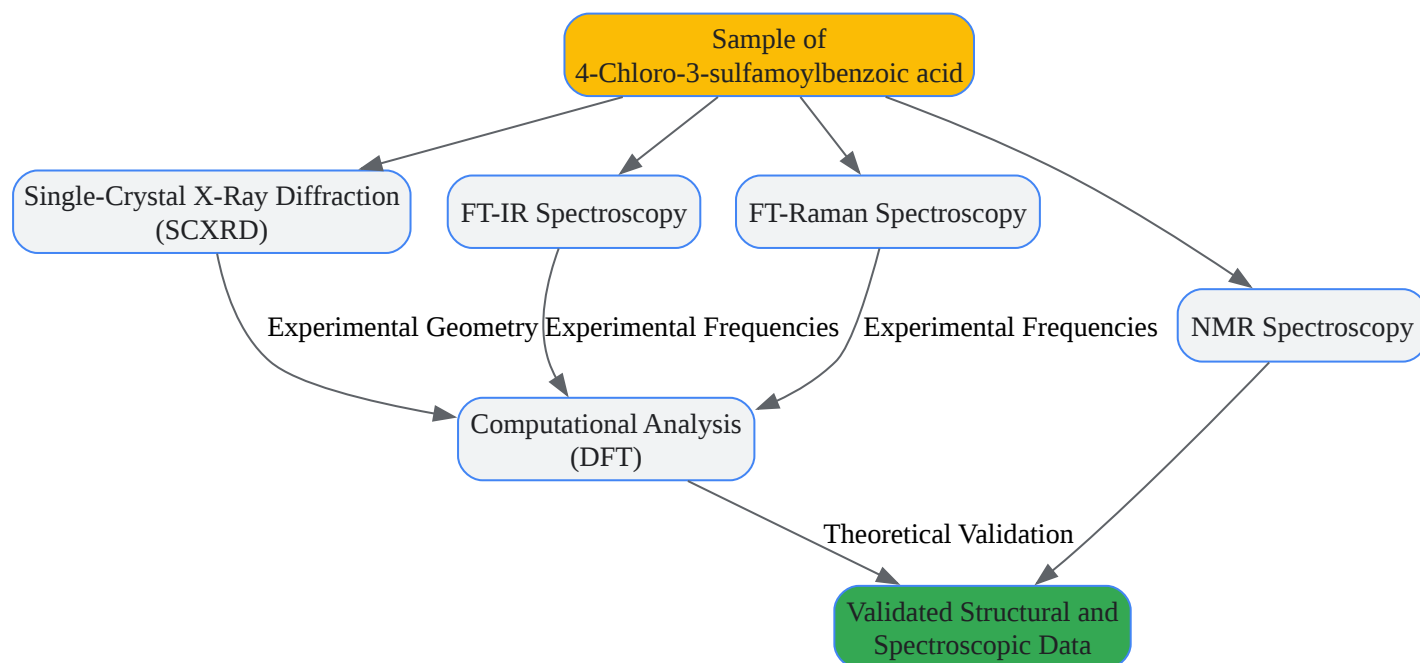 Sample of
4-Chloro-3-sulfamoylbenzoic acid
Single-Crystal X-Ray Diffraction
(SCXRD)
FT-IR Spectroscopy
FT-Raman Spectroscopy
NMR Spectroscopy
Experimental Geometry
Experimental Frequencies
Experimental Frequencies
Computational Analysis
(DFT)
Theoretical Validation
Validated Structural and
Spectroscopic Data